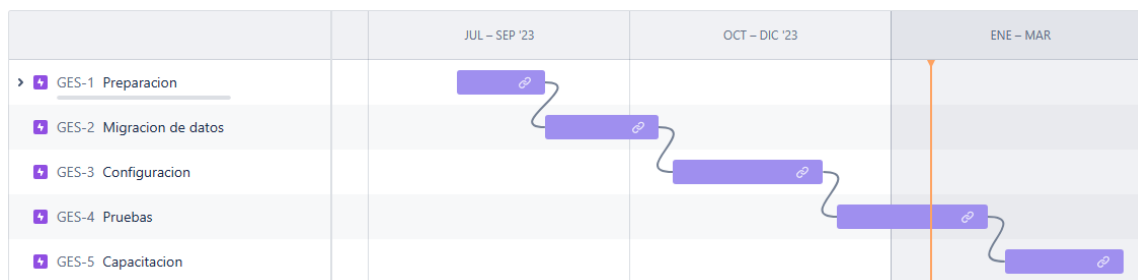 JUL – SEP '23
OCT – DIC '23
ENE – MAR
GES-1 Preparacion
GES-2 Migracion de datos
GES-3 Configuracion
GES-4 Pruebas
GES-5 Capacitacion